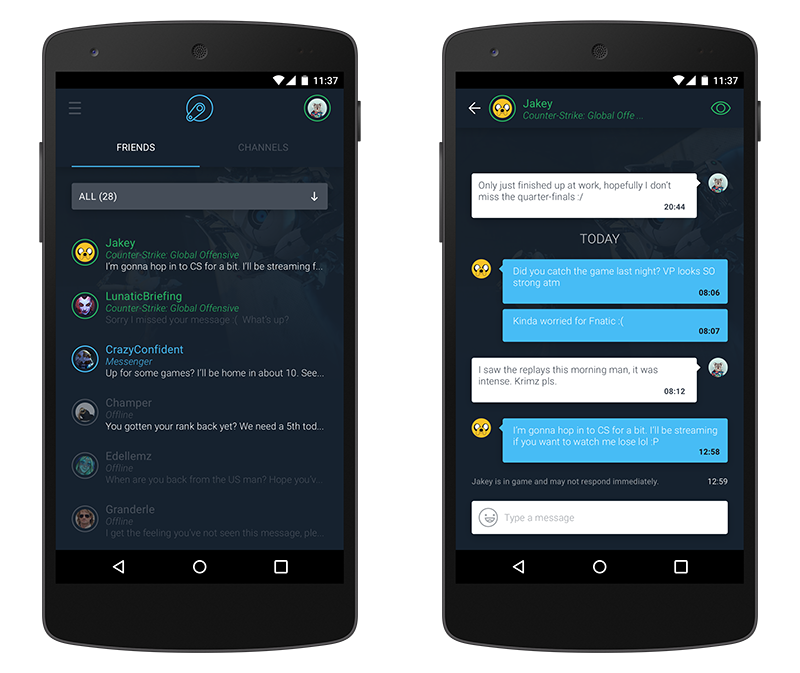 11:37
FRIENDS
CHANNELS
ALL (28)
Jakey
Counter-Strike: Global Offensive
I'm gonna hop in to CS for a bit. I'll be streaming f...
LunaticBriefing
Counter-Strike: Global Offensive
Sorry I missed your message :( What's up?
CrazyConfident
Messenger
Up for some games? I'll be home in about 10. See...
Champer
Offline
You gotten your rank back yet? We need a 5th tod...
Edellemz
Offline
When are you back from the US man? Hope you'v...
Granderle
Offline
I get the feeling you've not seen this message, ple...
11:37
Jakey
Counter-Strike: Global Offe ...
Only just finished up at work, hopefully I don't
miss the quarter-finals :/
20:44
TODAY
Did you catch the game last night? VP looks SO
strong atm
08:06
Kinda worried for Fnatic :(
08:07
I saw the replays this morning man, it was
intense. Krimz pls.
08:12
I'm gonna hop in to CS for a bit. I'll be streaming
if you want to watch me lose lol :P
12:58
Jakey is in game and may not respond immediately.
12:59
Type a message